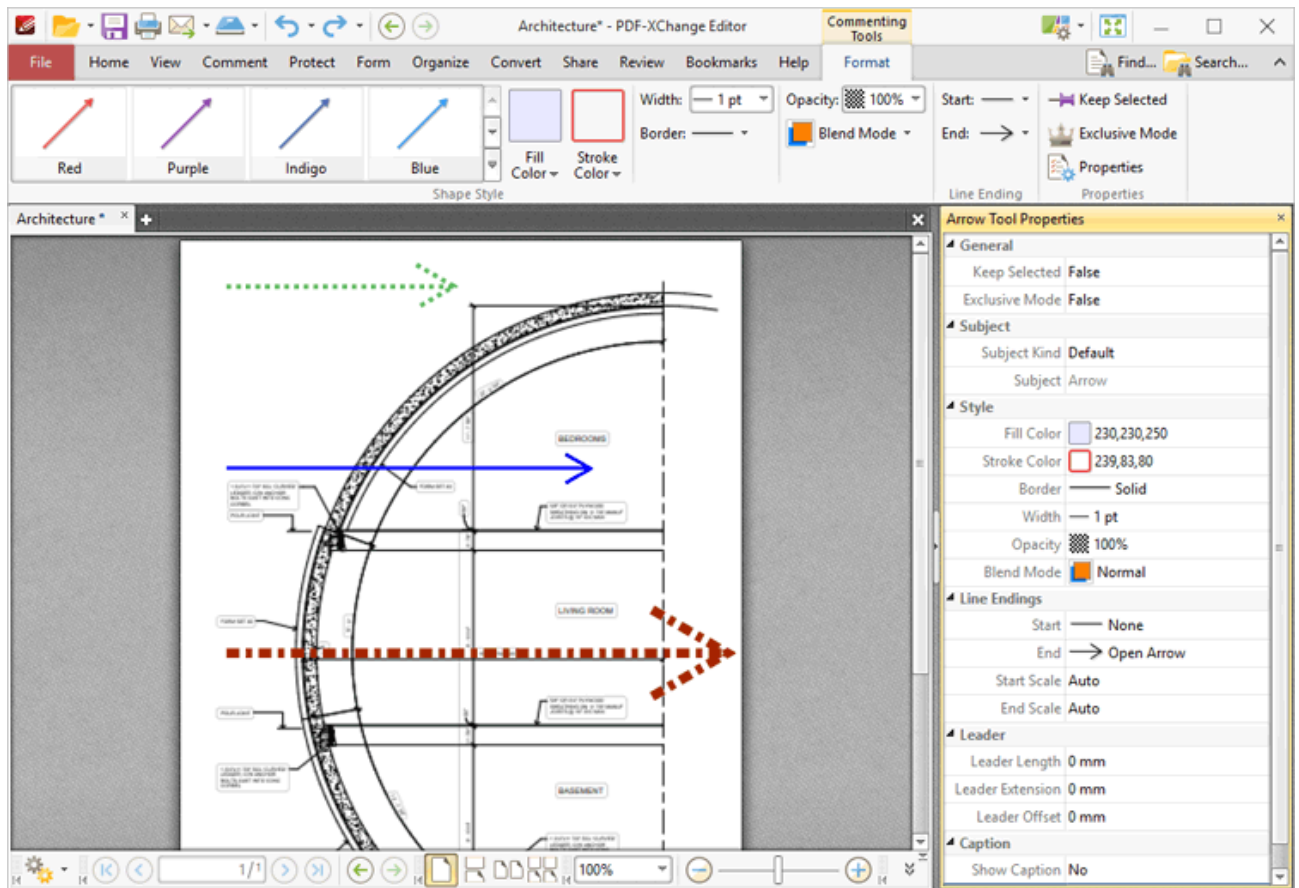 Architecture* - PDF-XChange Editor
Commenting Tools
File Home View Comment Protect Form Organize Convert Share Review Bookmarks Help Format Find... Search...
Red Purple Indigo Blue
Fill Color
Stroke Color
Width: 1 pt
Border:
Shape Style
Opacity: 100%
Blend Mode
Start:
End:
Line Ending
Keep Selected
Exclusive Mode
Properties
Properties
Architecture *
BEDROOMS
LIVING ROOM
BASEMENT
Arrow Tool Properties
General
Keep Selected False
Exclusive Mode False
Subject
Subject Kind Default
Subject Arrow
Style
Fill Color 230,230,250
Stroke Color 239,83,80
Border Solid
Width 1 pt
Opacity 100%
Blend Mode Normal
Line Endings
Start None
End Open Arrow
Start Scale Auto
End Scale Auto
Leader
Leader Length 0 mm
Leader Extension 0 mm
Leader Offset 0 mm
Caption
Show Caption No
1/1
100%